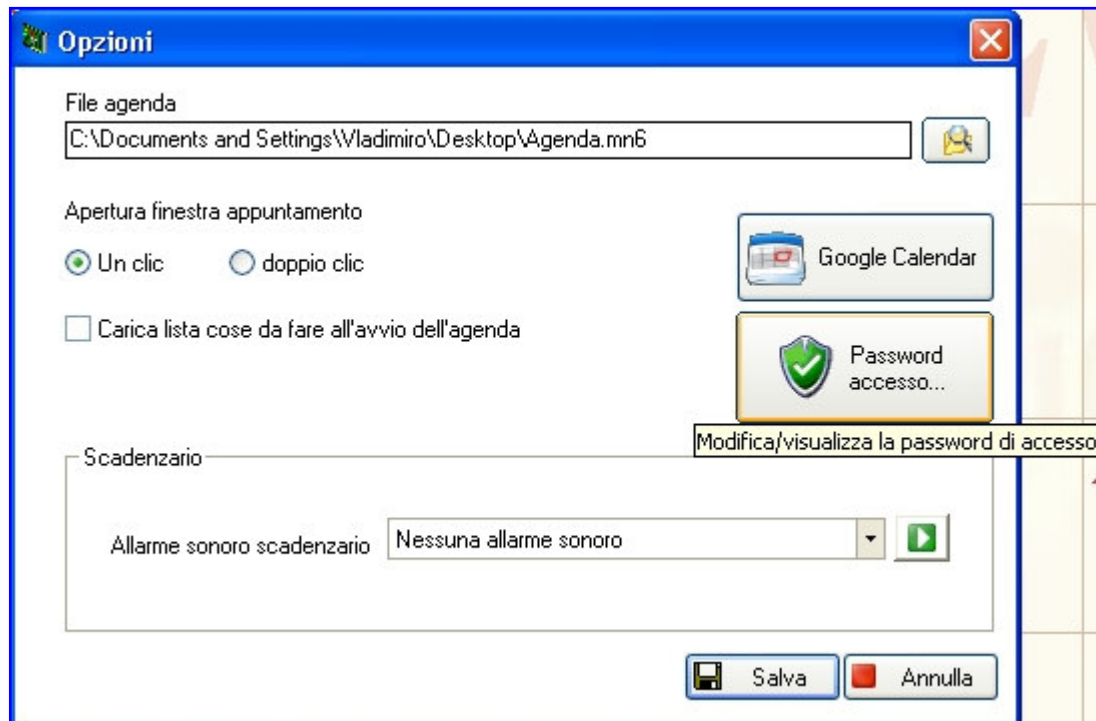 Opzioni
File agenda
C:\Documents and Settings\Vladimiro\Desktop\Agenda.mn6
Apertura finestra appuntamento
Un clic
doppio clic
Google Calendar
Carica lista cose da fare all'avvio dell'agenda
Password
accesso...
Modifica/visualizza la password di accesso
Scadenzario
Allarme sonoro scadenzario
Nessuna allarme sonoro
Salva
Annulla